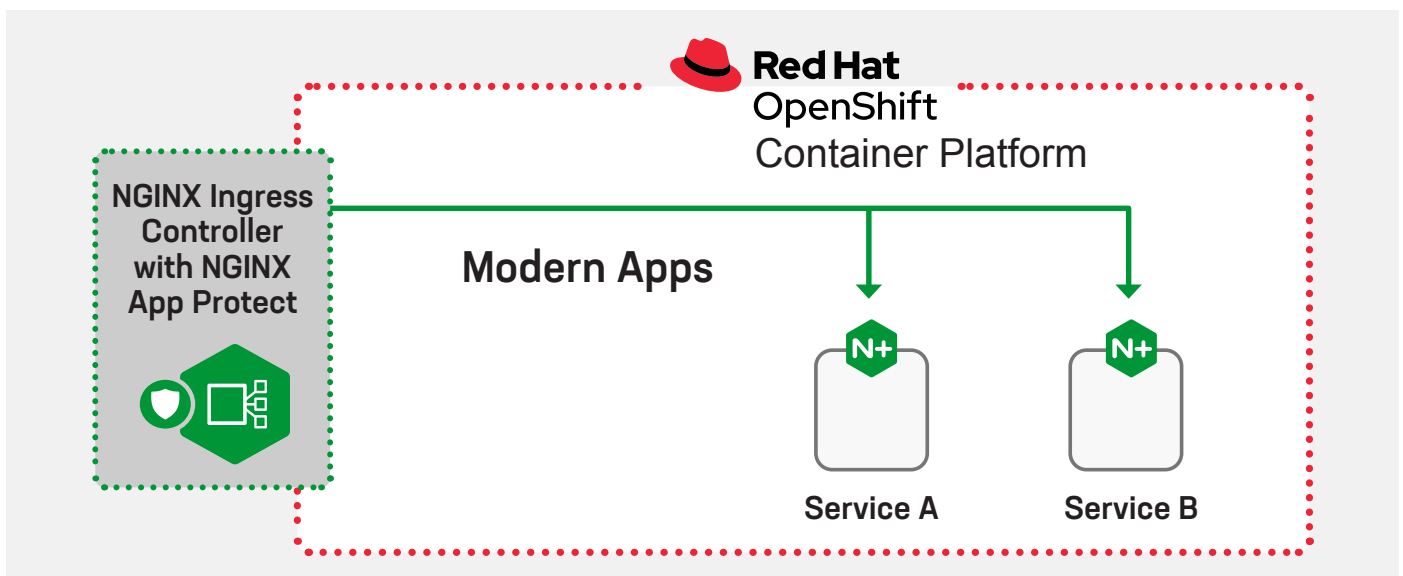 Red Hat
OpenShift
Container Platform
NGINX Ingress
Controller
with NGINX
App Protect
Modern Apps
N+
N+
Service A
Service B